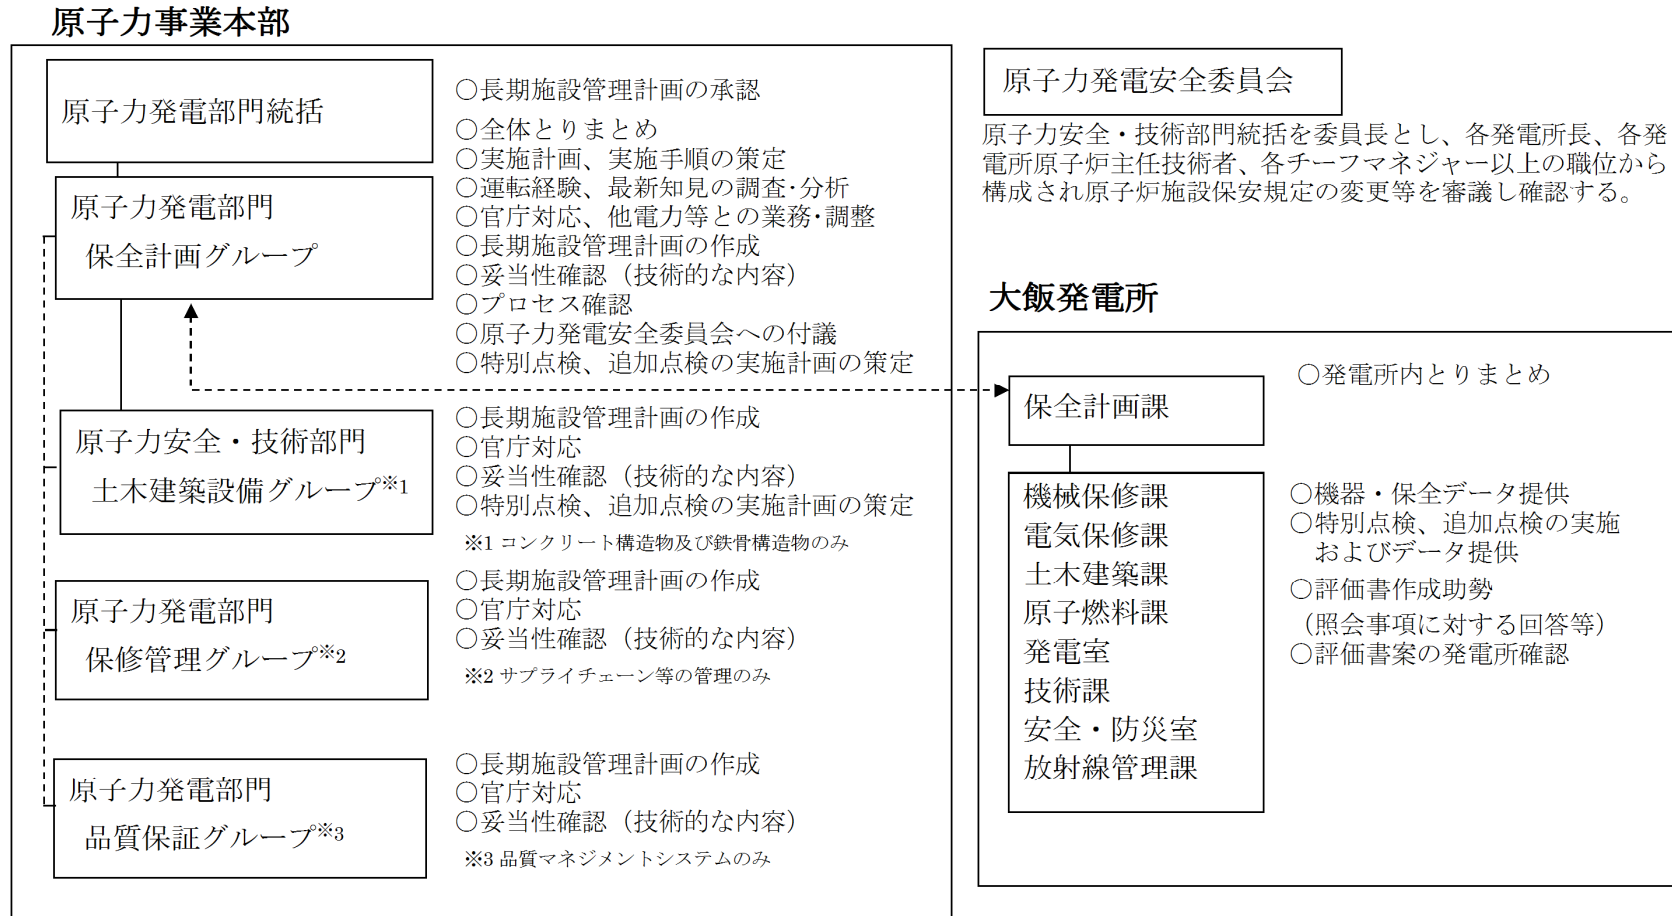 原子力事業本部
原子力発電部門統括
○長期施設管理計画の承認
原子力発電部門
保全計画グループ
○全体とりまとめ
○実施計画、実施手順の策定
○運転経験、最新知見の調査・分析
○官庁対応、他電力等との業務・調整
○長期施設管理計画の作成
○妥当性確認（技術的な内容）
○プロセス確認
○原子力発電安全委員会への付議
○特別点検、追加点検の実施計画の策定
原子力安全・技術部門
土木建築設備グループ※1
○長期施設管理計画の作成
○官庁対応
○妥当性確認（技術的な内容）
○特別点検、追加点検の実施計画の策定
※1 コンクリート構造物及び鉄骨構造物のみ
原子力発電部門
保修管理グループ※2
○長期施設管理計画の作成
○官庁対応
○妥当性確認（技術的な内容）
※2 サプライチェーン等の管理のみ
原子力発電部門
品質保証グループ※3
○長期施設管理計画の作成
○官庁対応
○妥当性確認（技術的な内容）
※3 品質マネジメントシステムのみ
原子力発電安全委員会
原子力安全・技術部門統括を委員長とし、各発電所長、各発
電所原子炉主任技術者、各チーフマネジャー以上の職位から
構成され原子炉施設保安規定の変更等を審議し確認する。
大飯発電所
保全計画課
○発電所内とりまとめ
機械保修課
電気保修課
土木建築課
原子燃料課
発電室
技術課
安全・防災室
放射線管理課
○機器・保全データ提供
○特別点検、追加点検の実施
およびデータ提供
○評価書作成助勢
（照会事項に対する回答等）
○評価書案の発電所確認